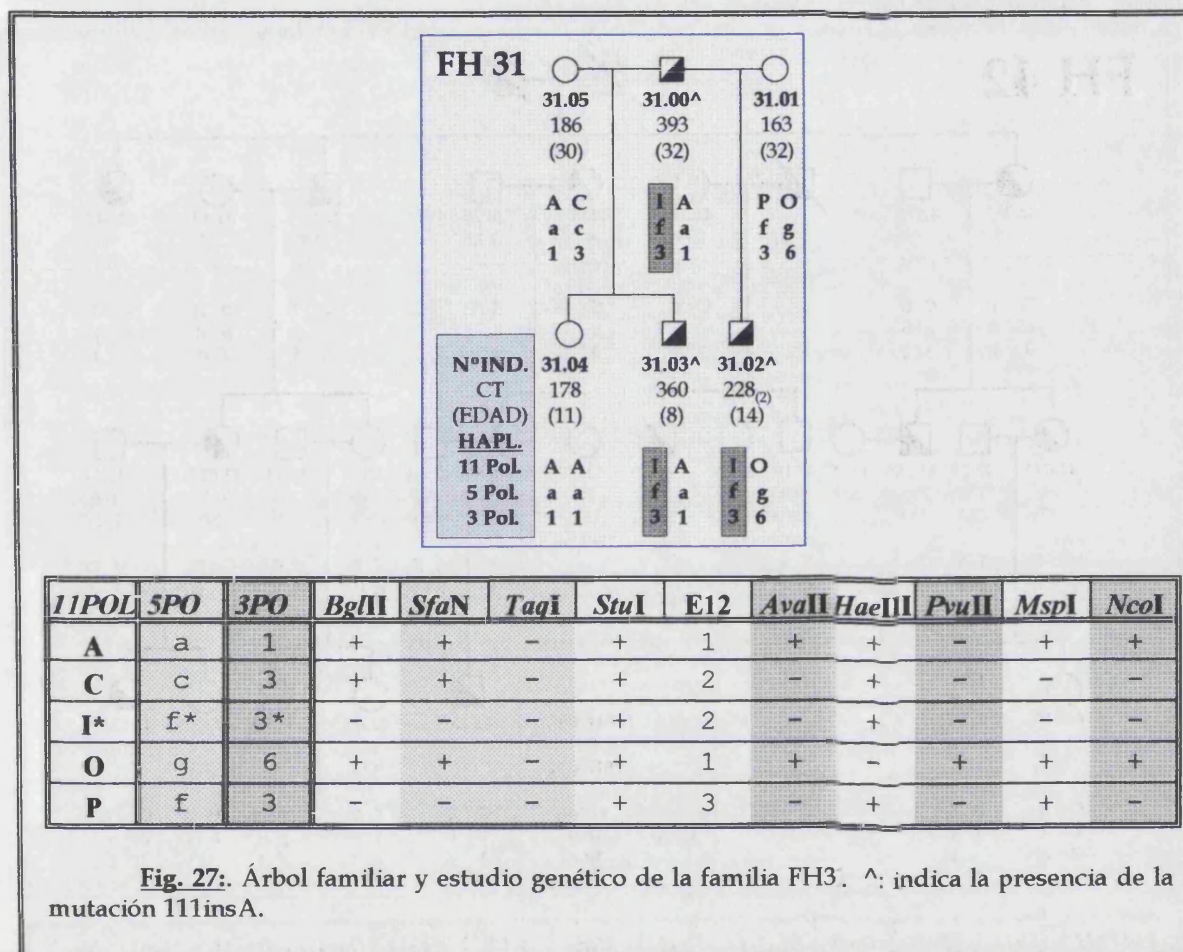 FH 31
31.05 31.00^ 31.01
186 393 163
(30) (32) (32)
A C I A P O
a c f a f g
1 3 3 1 3 6
NºIND. 31.04 31.03^ 31.02^
CT 178 360 228(2)
(EDAD) (11) (8) (14)
HAPL.
11 Pol. A A I A I O
5 Pol. a a f a f g
3 Pol. 1 1 3 1 3 6
11POL 5PO 3PO BglII SfaN TaqI StuI E12 AvaII HaeIII PvuII MspI NcoI
A a 1 + + - + 1 + + - + +
C c 3 + + - + 2 - + - - -
I* f* 3* - - - + 2 - + - - -
O g 6 + + - + 1 + - + + +
P f 3 - - - + 3 - + - + -
Fig. 27:. Árbol familiar y estudio genético de la familia FH3. ^: indica la presencia de la
mutación 111insA.